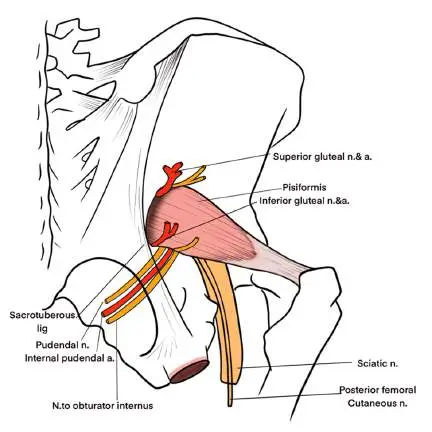 Superior gluteal n.& a.
Pisiformis
Inferior gluteal n.&a.
Sacrotuberous.
lig
Pudendal n.
Internal pudendal a.
N.to obturator internus
Sciatic n.
Posterior femoral
Cutaneous n.